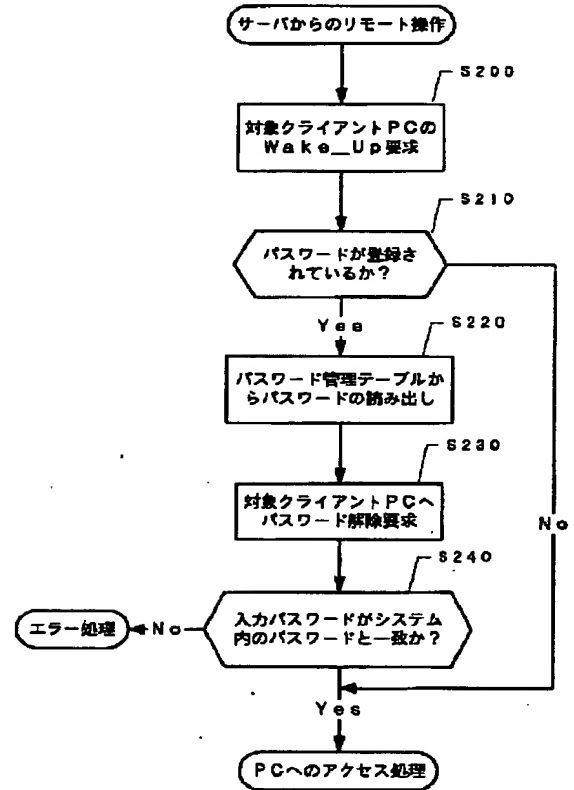 サーバからのリモート操作
S200
対象クライアントPCの
Wake__Up要求
S210
パスワードが登録さ
れているか?
Yes
S220
パスワード管理テーブルか
らパスワードの読み出し
S230
対象クライアントPCへ
パスワード解除要求
No
S240
入力パスワードがシステム
内のパスワードと一致か?
No
エラー処理
Yes
PCへのアクセス処理